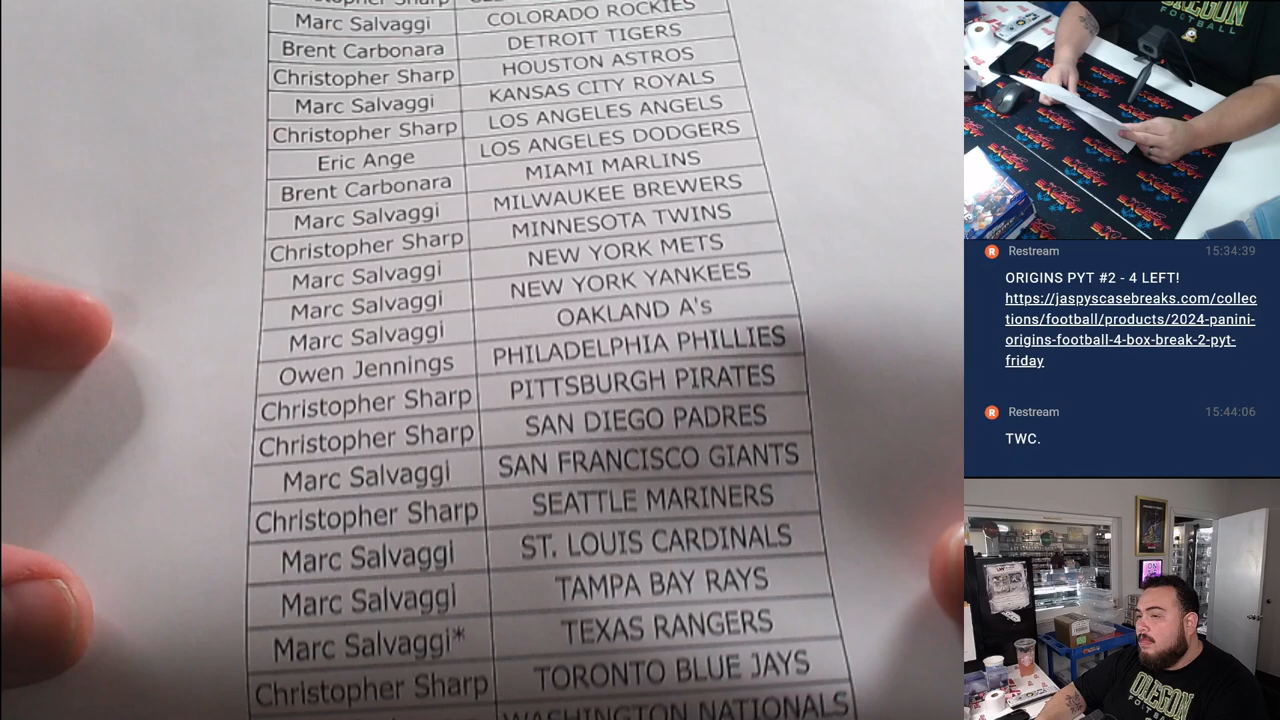 Christopher Sharp
Marc Salvaggi COLORADO ROCKIES
Brent Carbonara DETROIT TIGERS
Christopher Sharp HOUSTON ASTROS
Marc Salvaggi KANSAS CITY ROYALS
Christopher Sharp LOS ANGELES ANGELS
Eric Ange LOS ANGELES DODGERS
Brent Carbonara MIAMI MARLINS
Marc Salvaggi MILWAUKEE BREWERS
Christopher Sharp MINNESOTA TWINS
Marc Salvaggi NEW YORK METS
Marc Salvaggi NEW YORK YANKEES
Marc Salvaggi OAKLAND A's
Owen Jennings PHILADELPHIA PHILLIES
Christopher Sharp PITTSBURGH PIRATES
Christopher Sharp SAN DIEGO PADRES
Marc Salvaggi SAN FRANCISCO GIANTS
Christopher Sharp SEATTLE MARINERS
Marc Salvaggi ST. LOUIS CARDINALS
Marc Salvaggi TAMPA BAY RAYS
Marc Salvaggi* TEXAS RANGERS
Christopher Sharp TORONTO BLUE JAYS
WASHINGTON NATIONALS
OREGON
FOOTBALL
Restream 15:34:39
ORIGINS PYT #2 - 4 LEFT!
https://jaspyscasebreaks.com/collec
tions/football/products/2024-panini-
origins-football-4-box-break-2-pyt-
friday
Restream 15:44:06
TWC.
OREGON